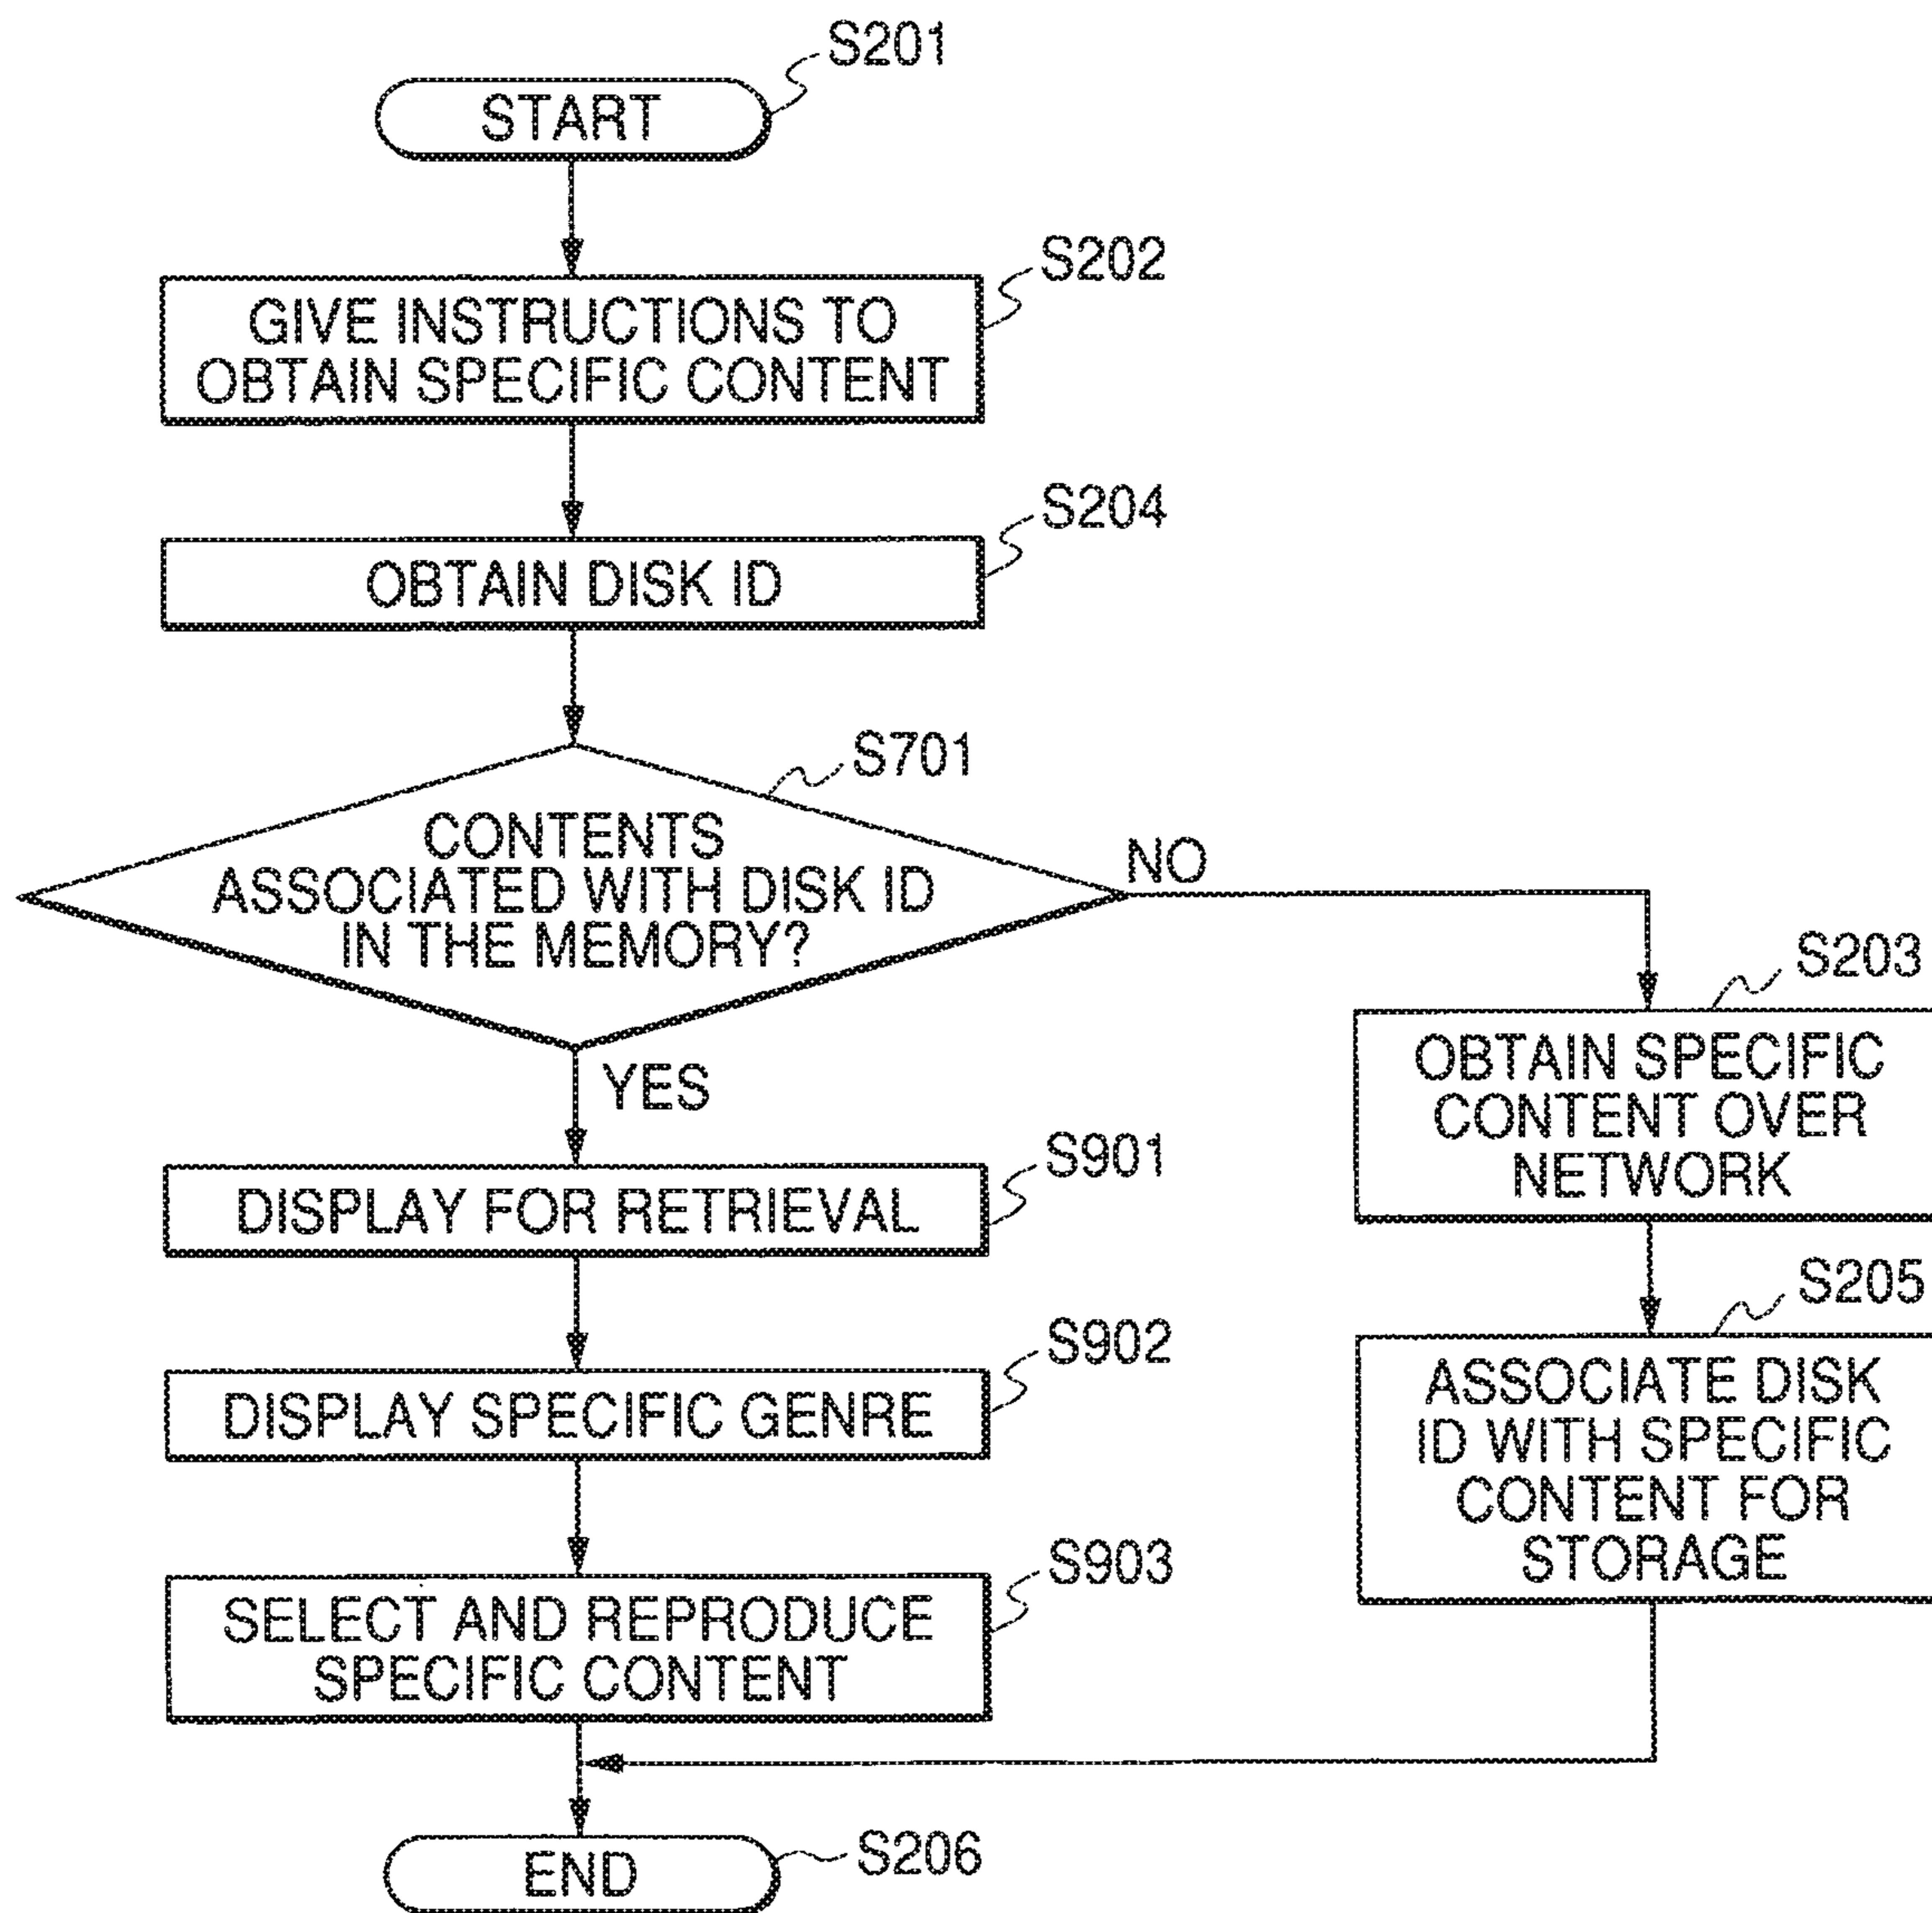 S201
START
S202
GIVE INSTRUCTIONS TO
OBTAIN SPECIFIC CONTENT
S204
OBTAIN DISK ID
S701
CONTENTS
ASSOCIATED WITH DISK ID
IN THE MEMORY?
NO
YES
S203
OBTAIN SPECIFIC
CONTENT OVER
NETWORK
S901
DISPLAY FOR RETRIEVAL
S205
ASSOCIATE DISK
ID WITH SPECIFIC
CONTENT FOR
STORAGE
S902
DISPLAY SPECIFIC GENRE
S903
SELECT AND REPRODUCE
SPECIFIC CONTENT
END
S206